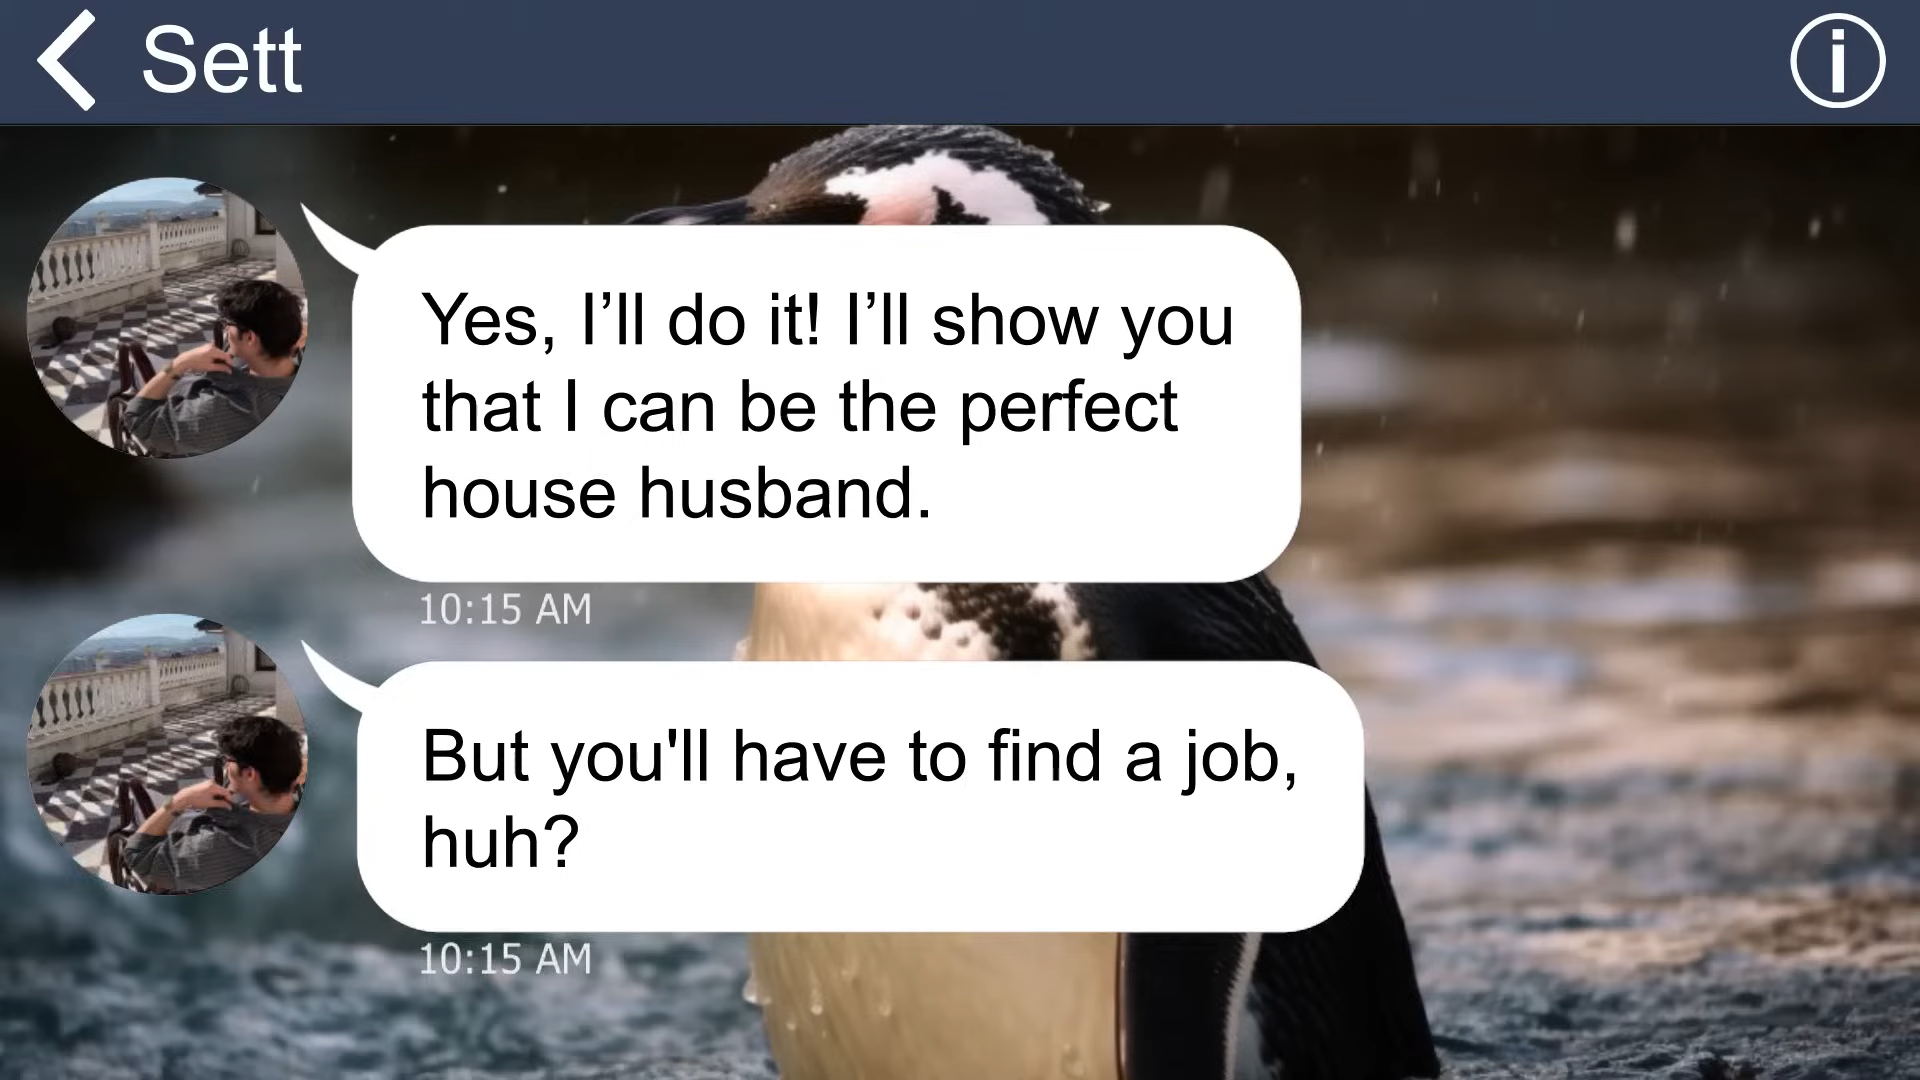 Sett
Yes, I’ll do it! I’ll show you
that I can be the perfect
house husband.
10:15 AM
But you'll have to find a job,
huh?
10:15 AM